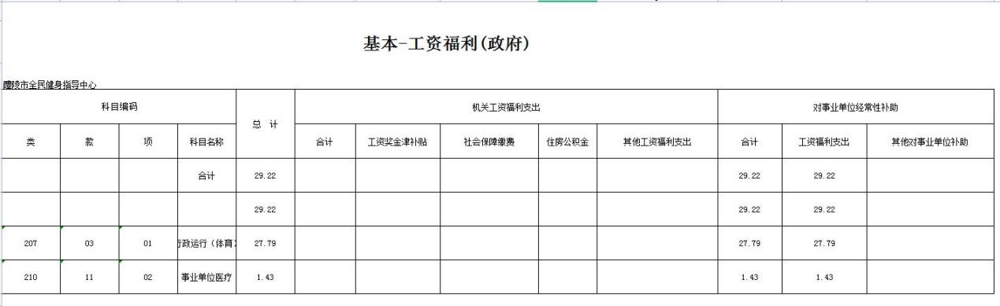 基本-工资福利(政府)
醴陵市全民健身指导中心
科目编码 总 计 机关工资福利支出 对事业单位经常性补助
类 款 项 科目名称 合计 工资奖金津补贴 社会保障缴费 住房公积金 其他工资福利支出 合计 工资福利支出 其他对事业单位补助
合计 29.22 29.22 29.22
29.22 29.22 29.22
207 03 01 行政运行（体育） 27.79 27.79 27.79
210 11 02 事业单位医疗 1.43 1.43 1.43